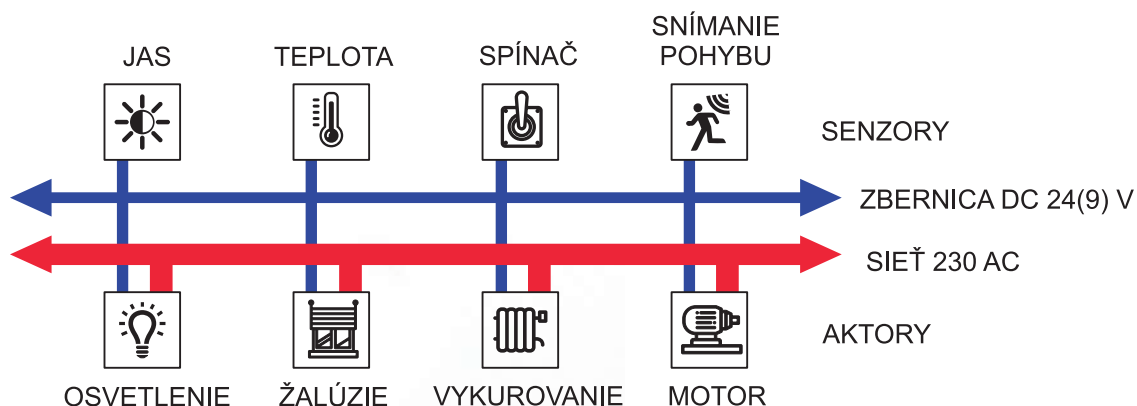 JAS
TEPLOTA
SPÍNAČ
SNÍMANIE
POHYBU
SENZORY
ZBERNICA DC 24(9) V
SIEŤ 230 AC
AKTORY
OSVETLENIE
ŽALÚZIE
VYKUROVANIE
MOTOR